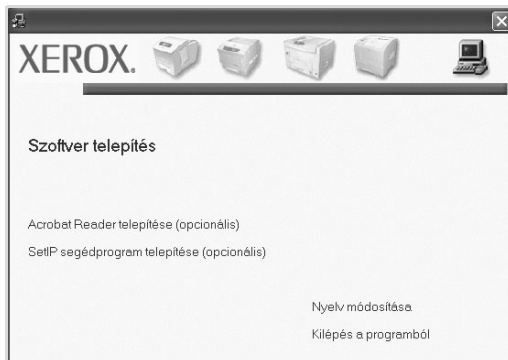 XEROX.
Szoftver telepítés
Acrobat Reader telepítése (opcionális)
SetIP segédprogram telepítése (opcionális)
Nyelv módosítása
Kilépés a programból